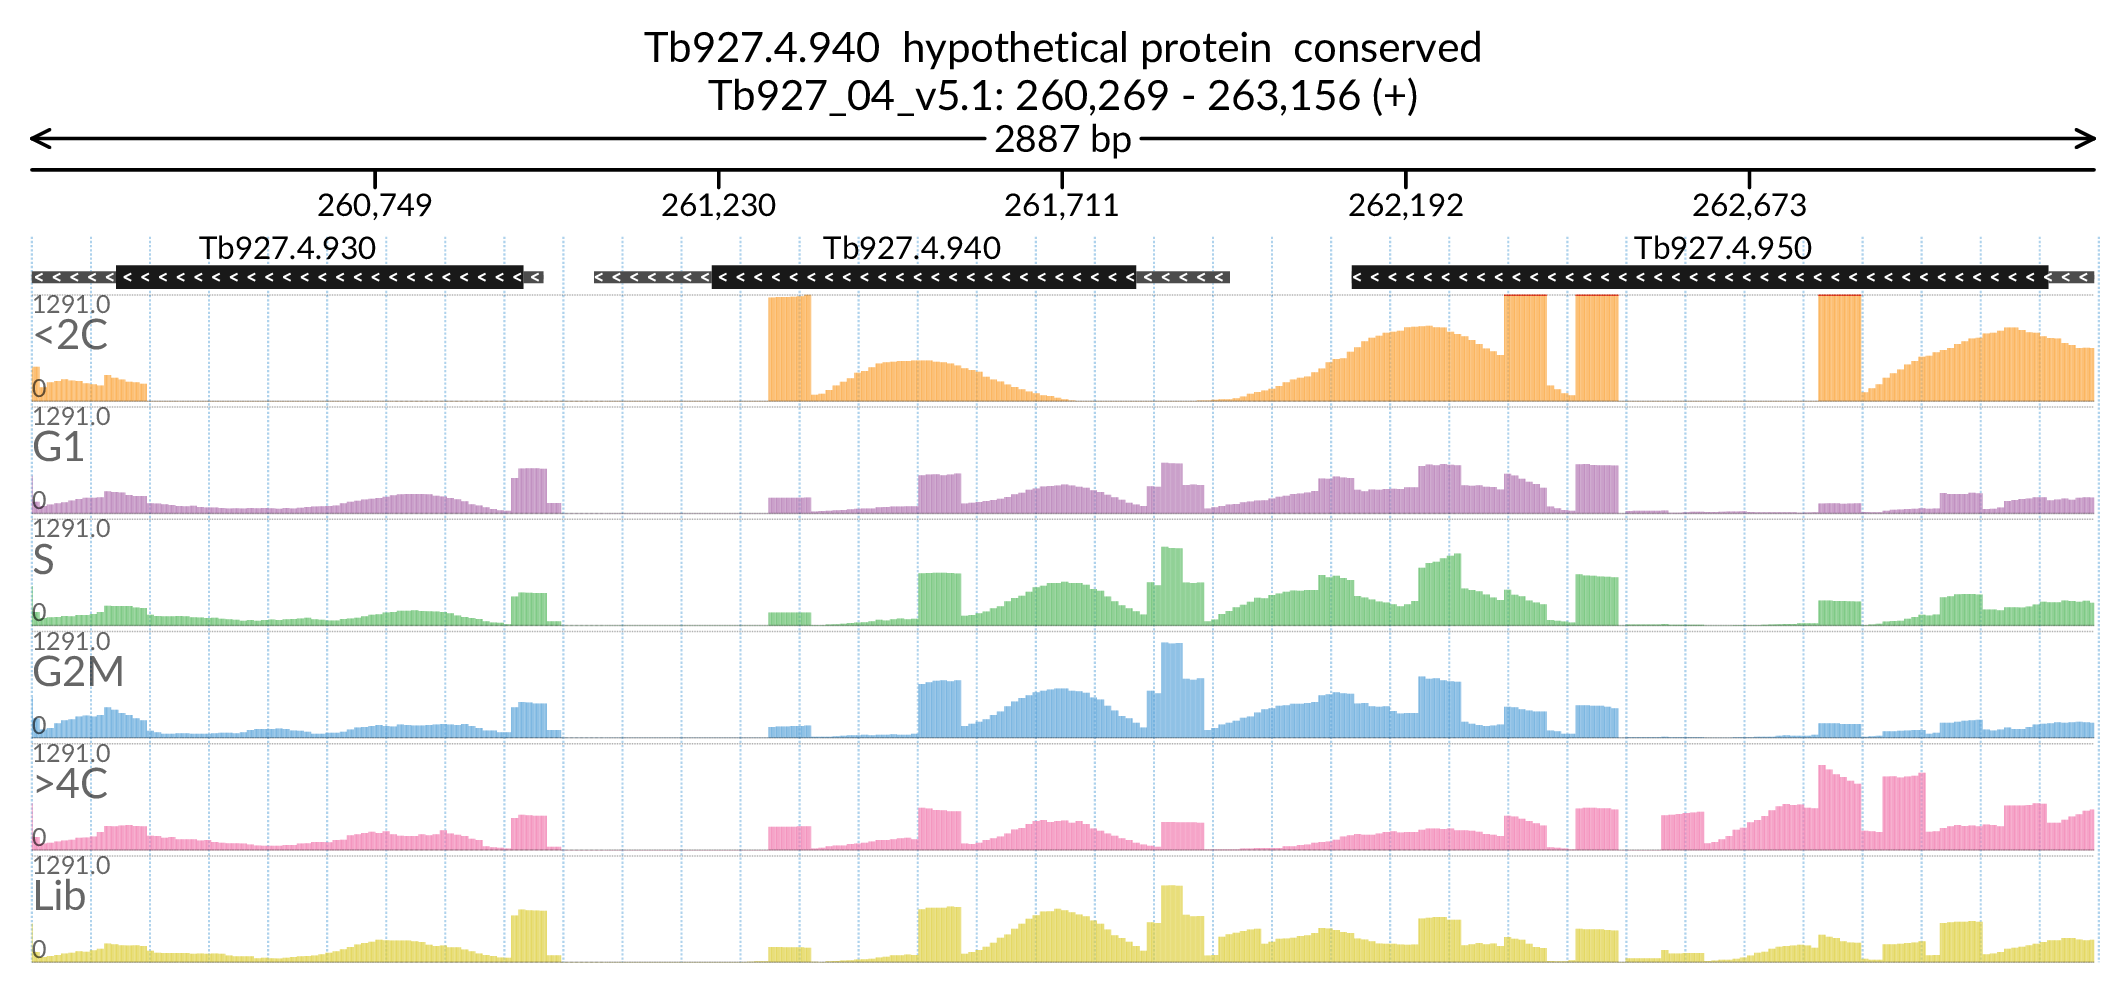 Tb927.4.940  hypothetical protein  conserved
Tb927_04_v5.1: 260,269 - 263,156 (+)
2887 bp
260,749 261,230 261,711 262,192 262,673
Tb927.4.930 Tb927.4.940 Tb927.4.950
1291.0
<2C
0
1291.0
G1
0
1291.0
S
0
1291.0
G2M
0
1291.0
>4C
0
1291.0
Lib
0